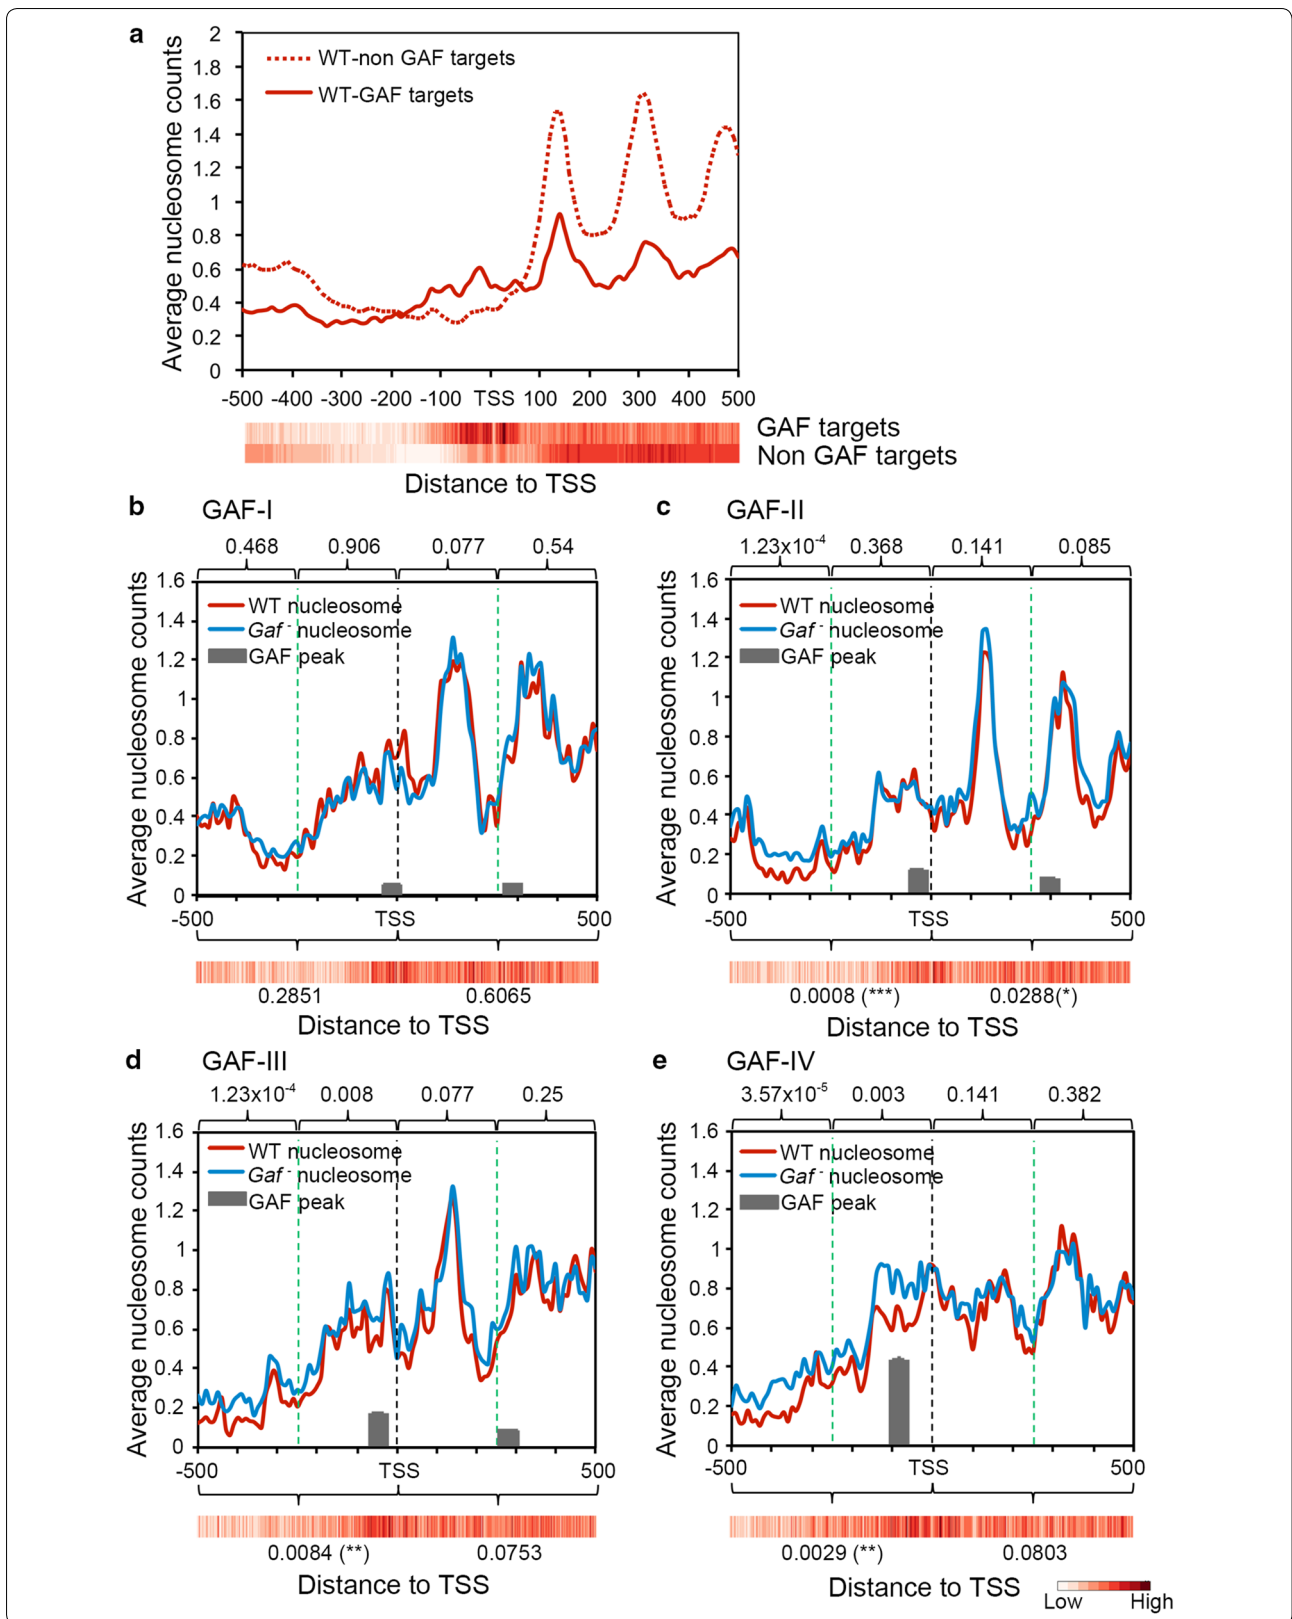 a
Average nucleosome counts
2
1.8
1.6
1.4
1.2
1
0.8
0.6
0.4
0.2
0
WT-non GAF targets
WT-GAF targets
-500 -400 -300 -200 -100 TSS 100 200 300 400 500
GAF targets
Non GAF targets
Distance to TSS
b GAF-I
0.468 0.906 0.077 0.54
Average nucleosome counts
1.6
1.4
1.2
1
0.8
0.6
0.4
0.2
0
WT nucleosome
Gaf - nucleosome
GAF peak
-500 TSS 500
0.2851 0.6065
Distance to TSS
c GAF-II
1.23x10-4 0.368 0.141 0.085
Average nucleosome counts
1.6
1.4
1.2
1
0.8
0.6
0.4
0.2
0
WT nucleosome
Gaf - nucleosome
GAF peak
-500 TSS 500
0.0008 (***) 0.0288(*)
Distance to TSS
d GAF-III
1.23x10-4 0.008 0.077 0.25
Average nucleosome counts
1.6
1.4
1.2
1
0.8
0.6
0.4
0.2
0
WT nucleosome
Gaf - nucleosome
GAF peak
-500 TSS 500
0.0084 (**) 0.0753
Distance to TSS
e GAF-IV
3.57x10-5 0.003 0.141 0.382
Average nucleosome counts
1.6
1.4
1.2
1
0.8
0.6
0.4
0.2
0
WT nucleosome
Gaf - nucleosome
GAF peak
-500 TSS 500
0.0029 (**) 0.0803
Distance to TSS
Low High